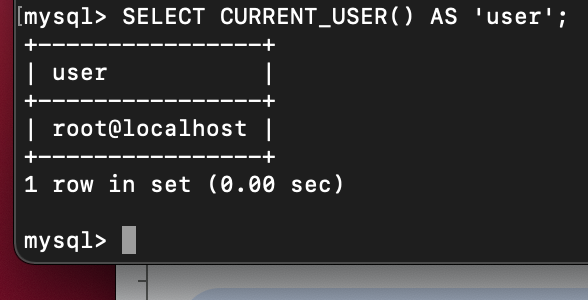 [mysql> SELECT CURRENT_USER() AS 'user';
+----------------+
| user           |
+----------------+
| root@localhost |
+----------------+
1 row in set (0.00 sec)
mysql>